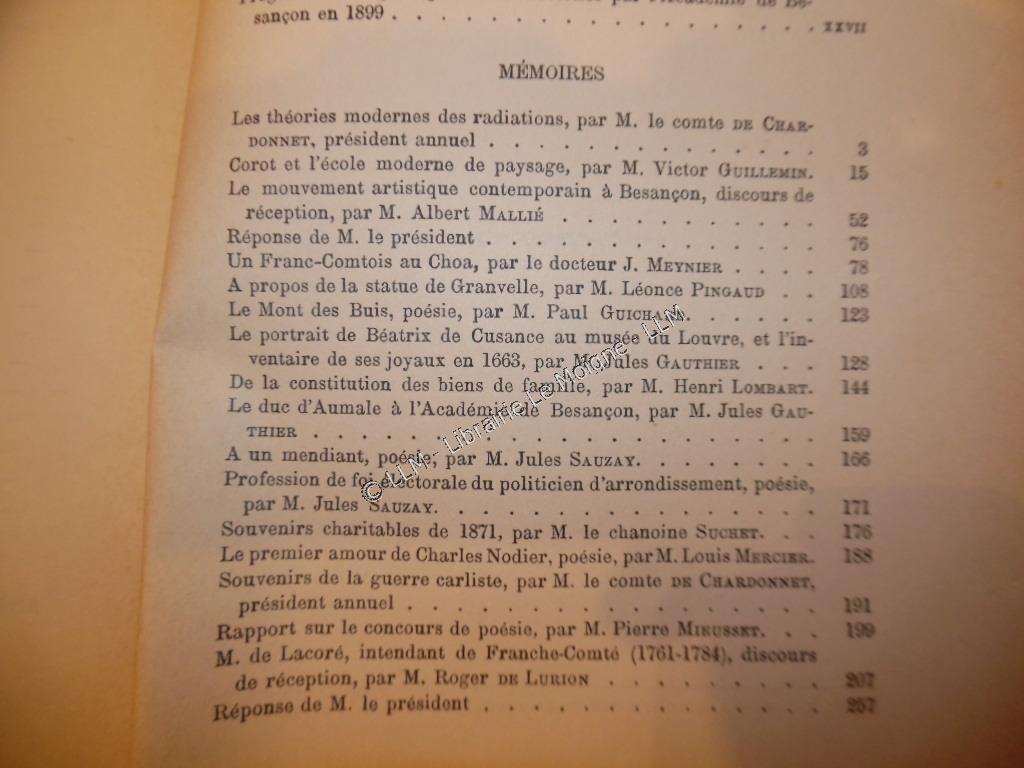 sançon en 1899 . . . . . . . . . . . . . . . . XXVII
MÉMOIRES
Les théories modernes des radiations, par M. le comte DE CHAR-
DONNET, président annuel . . . . . . . . . . . . . 3
Corot et l'école moderne de paysage, par M. Victor GUILLEMIN. 15
Le mouvement artistique contemporain à Besançon, discours de
réception, par M. Albert MALLIÉ . . . . . . . . . . 52
Réponse de M. le président . . . . . . . . . . . . . 76
Un Franc-Comtois au Choa, par le docteur J. MEYNIER . . . . 78
A propos de la statue de Granvelle, par M. Léonce PINGAUD . . 108
Le Mont des Buis, poésie, par M. Paul GUICHARD. . . . . . 123
Le portrait de Béatrix de Cusance au musée du Louvre, et l'in-
ventaire de ses joyaux en 1663, par M. Jules GAUTHIER . . . 128
De la constitution des biens de famille, par M. Henri LOMBART. 144
Le duc d'Aumale à l'Académie de Besançon, par M. Jules GAU-
THIER . . . . . . . . . . . . . . . . . . . . 159
A un mendiant, poésie, par M. Jules SAUZAY. . . . . . . . 166
Profession de foi électorale du politicien d'arrondissement, poésie,
par M. Jules SAUZAY. . . . . . . . . . . . . . . 171
Souvenirs charitables de 1871, par M. le chanoine SUCHET. . . 176
Le premier amour de Charles Nodier, poésie, par M. Louis MERCIER. 188
Souvenirs de la guerre carliste, par M. le comte DE CHARDONNET,
président annuel . . . . . . . . . . . . . . . . 191
Rapport sur le concours de poésie, par M. Pierre MIEUSSET. . . 199
M. de Lacoré, intendant de Franche-Comté (1761-1784), discours
de réception, par M. Roger DE LURION . . . . . . . . 207
Réponse de M. le président . . . . . . . . . . . . . 257
© LLM - Librairie Le Moigne - LLM